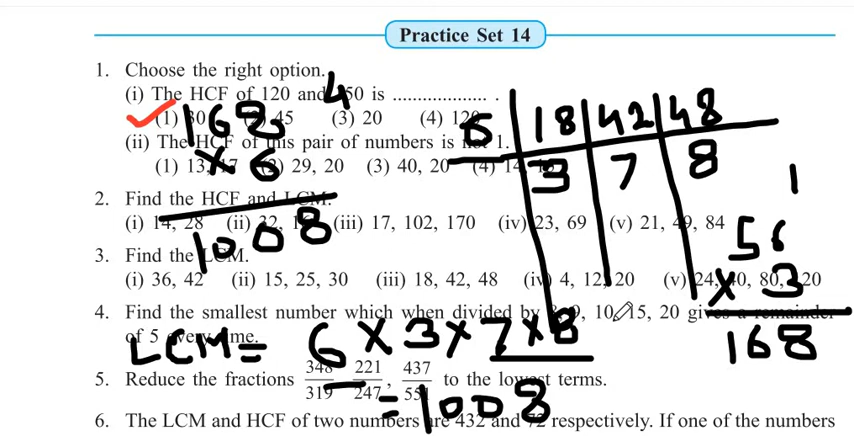 Practice Set 14
1. Choose the right option.
(i) The HCF of 120 and 150 is .................... .
(1) 30 45 (3) 20 (4) 120
(ii) The HCF of this pair of numbers is not 1.
(1) 13, 17 (2) 29, 20 (3) 40, 20 (4) 14, 15
2. Find the HCF and LCM.
(i) 14, 28 (ii) 32, (iii) 17, 102, 170 (iv) 23, 69 (v) 21, 49, 84
3. Find the LCM.
(i) 36, 42 (ii) 15, 25, 30 (iii) 18, 42, 48 (iv) 4, 12, 20 (v) 24, 40, 80, 120
4. Find the smallest number which when divided by 9, 10, 15, 20 gives a remainder
of 5 every time.
5. Reduce the fractions 348/319, 221/247, 437/551 to the lowest terms.
6. The LCM and HCF of two numbers are 432 and 72 respectively. If one of the numbers
4
168
× 6
1008
6 | 18 | 42 | 48
3 7 8
1
56
× 3
168
LCM = 6 × 3 × 7 × 8
= 1008